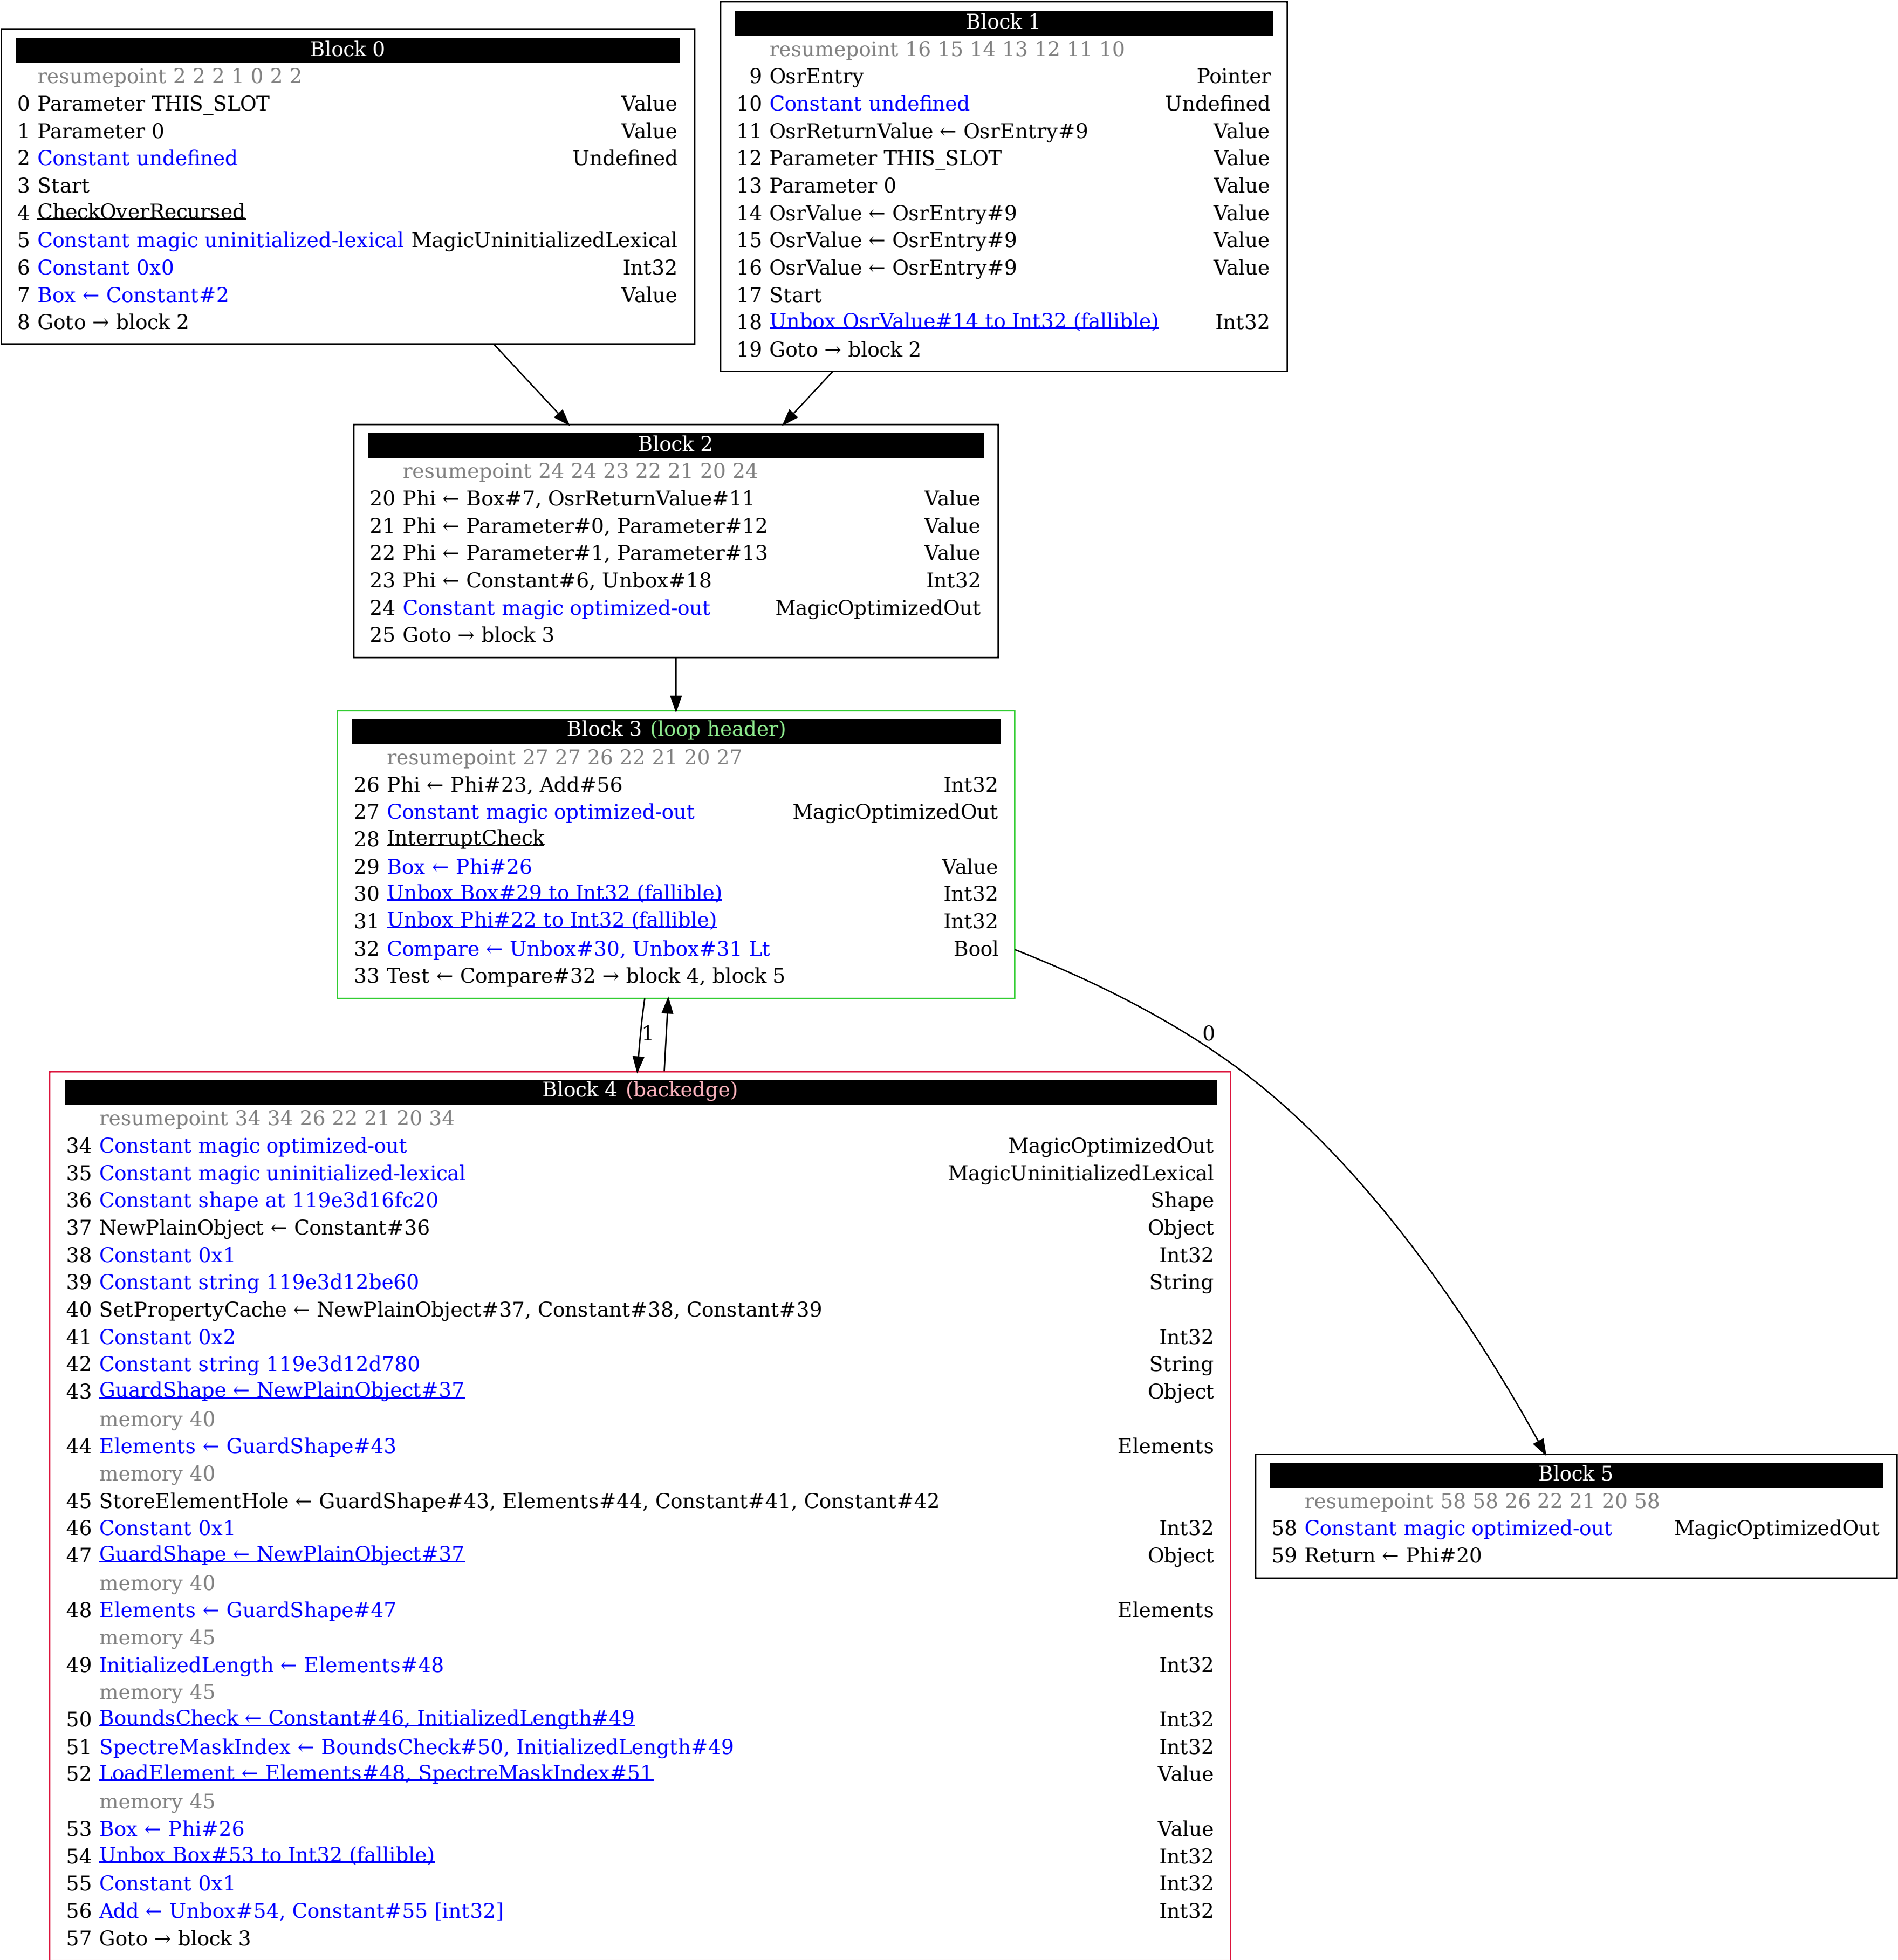 Block 0
resumepoint 2 2 2 1 0 2 2
0 Parameter THIS_SLOT Value
1 Parameter 0 Value
2 Constant undefined Undefined
3 Start
4 CheckOverRecursed
5 Constant magic uninitialized-lexical MagicUninitializedLexical
6 Constant 0x0 Int32
7 Box ← Constant#2 Value
8 Goto → block 2
Block 1
resumepoint 16 15 14 13 12 11 10
9 OsrEntry Pointer
10 Constant undefined Undefined
11 OsrReturnValue ← OsrEntry#9 Value
12 Parameter THIS_SLOT Value
13 Parameter 0 Value
14 OsrValue ← OsrEntry#9 Value
15 OsrValue ← OsrEntry#9 Value
16 OsrValue ← OsrEntry#9 Value
17 Start
18 Unbox OsrValue#14 to Int32 (fallible) Int32
19 Goto → block 2
Block 2
resumepoint 24 24 23 22 21 20 24
20 Phi ← Box#7, OsrReturnValue#11 Value
21 Phi ← Parameter#0, Parameter#12 Value
22 Phi ← Parameter#1, Parameter#13 Value
23 Phi ← Constant#6, Unbox#18 Int32
24 Constant magic optimized-out MagicOptimizedOut
25 Goto → block 3
Block 3 (loop header)
resumepoint 27 27 26 22 21 20 27
26 Phi ← Phi#23, Add#56 Int32
27 Constant magic optimized-out MagicOptimizedOut
28 InterruptCheck
29 Box ← Phi#26 Value
30 Unbox Box#29 to Int32 (fallible) Int32
31 Unbox Phi#22 to Int32 (fallible) Int32
32 Compare ← Unbox#30, Unbox#31 Lt Bool
33 Test ← Compare#32 → block 4, block 5
1
0
Block 4 (backedge)
resumepoint 34 34 26 22 21 20 34
34 Constant magic optimized-out MagicOptimizedOut
35 Constant magic uninitialized-lexical MagicUninitializedLexical
36 Constant shape at 119e3d16fc20 Shape
37 NewPlainObject ← Constant#36 Object
38 Constant 0x1 Int32
39 Constant string 119e3d12be60 String
40 SetPropertyCache ← NewPlainObject#37, Constant#38, Constant#39
41 Constant 0x2 Int32
42 Constant string 119e3d12d780 String
43 GuardShape ← NewPlainObject#37 Object
memory 40
44 Elements ← GuardShape#43 Elements
memory 40
45 StoreElementHole ← GuardShape#43, Elements#44, Constant#41, Constant#42
46 Constant 0x1 Int32
47 GuardShape ← NewPlainObject#37 Object
memory 40
48 Elements ← GuardShape#47 Elements
memory 45
49 InitializedLength ← Elements#48 Int32
memory 45
50 BoundsCheck ← Constant#46, InitializedLength#49 Int32
51 SpectreMaskIndex ← BoundsCheck#50, InitializedLength#49 Int32
52 LoadElement ← Elements#48, SpectreMaskIndex#51 Value
memory 45
53 Box ← Phi#26 Value
54 Unbox Box#53 to Int32 (fallible) Int32
55 Constant 0x1 Int32
56 Add ← Unbox#54, Constant#55 [int32] Int32
57 Goto → block 3
Block 5
resumepoint 58 58 26 22 21 20 58
58 Constant magic optimized-out MagicOptimizedOut
59 Return ← Phi#20